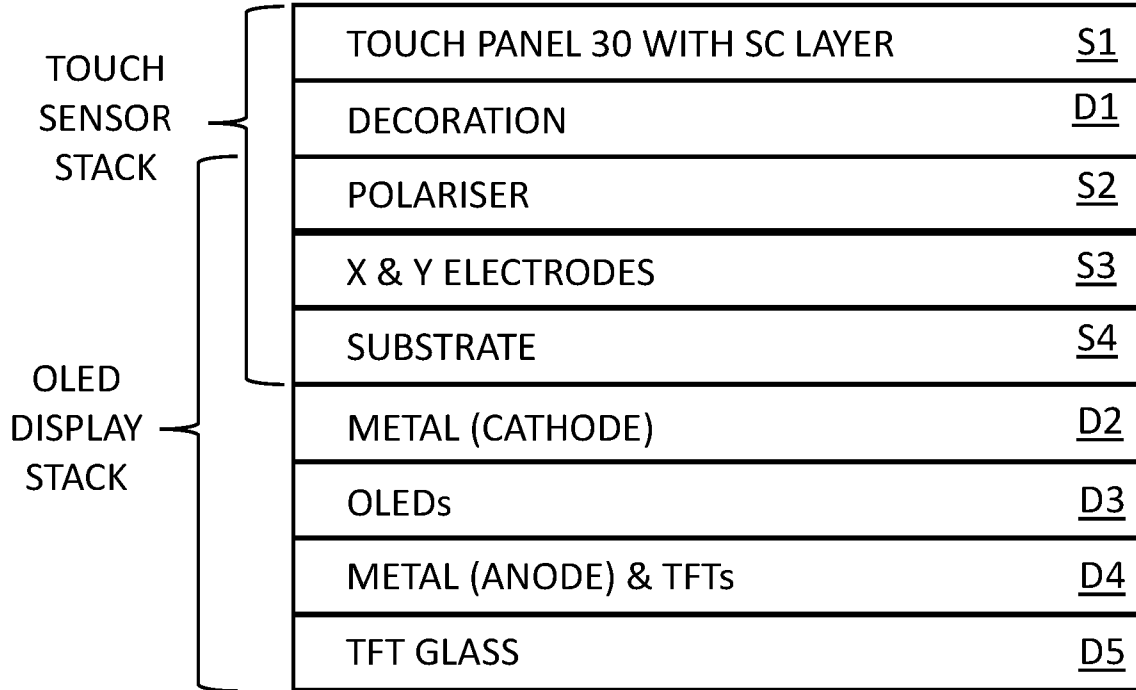 TOUCH
SENSOR
STACK
OLED
DISPLAY
STACK
TOUCH PANEL 30 WITH SC LAYER S1
DECORATION D1
POLARISER S2
X & Y ELECTRODES S3
SUBSTRATE S4
METAL (CATHODE) D2
OLEDs D3
METAL (ANODE) & TFTs D4
TFT GLASS D5